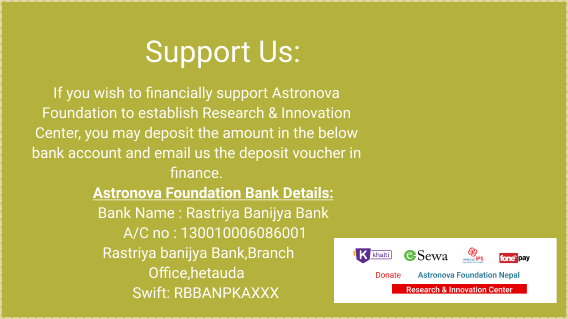 Support Us:
If you wish to financially support Astronova
Foundation to establish Research & Innovation
Center, you may deposit the amount in the below
bank account and email us the deposit voucher in
finance.
Astronova Foundation Bank Details:
Bank Name : Rastriya Banijya Bank
A/C no : 130010006086001
Rastriya banijya Bank,Branch
Office,hetauda
Swift: RBBANPKAXXX
khalti eSewa IPS fonepay
Donate Astronova Foundation Nepal
Research & Innovation Center